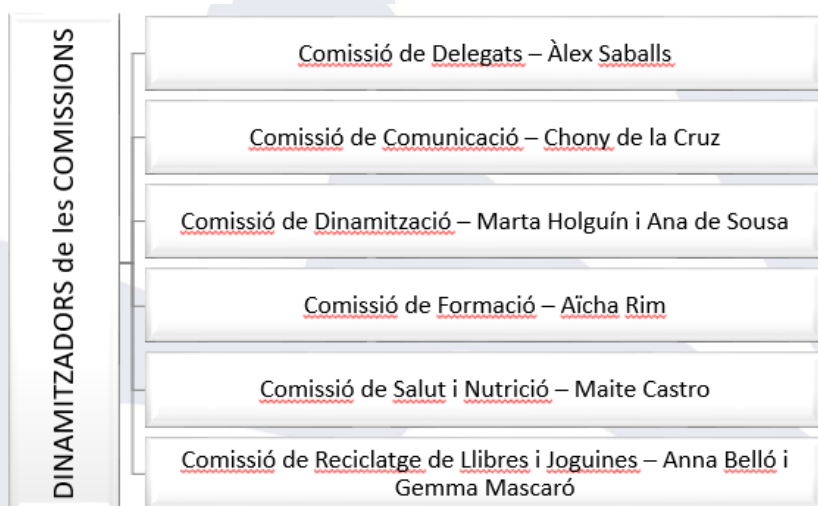 DINAMITZADORS de les COMISSIONS
Comissió de Delegats – Àlex Saballs
Comissió de Comunicació – Chony de la Cruz
Comissió de Dinamització – Marta Holguín i Ana de Sousa
Comissió de Formació – Aïcha Rim
Comissió de Salut i Nutrició – Maite Castro
Comissió de Reciclatge de Llibres i Joguines – Anna Belló i
Gemma Mascaró